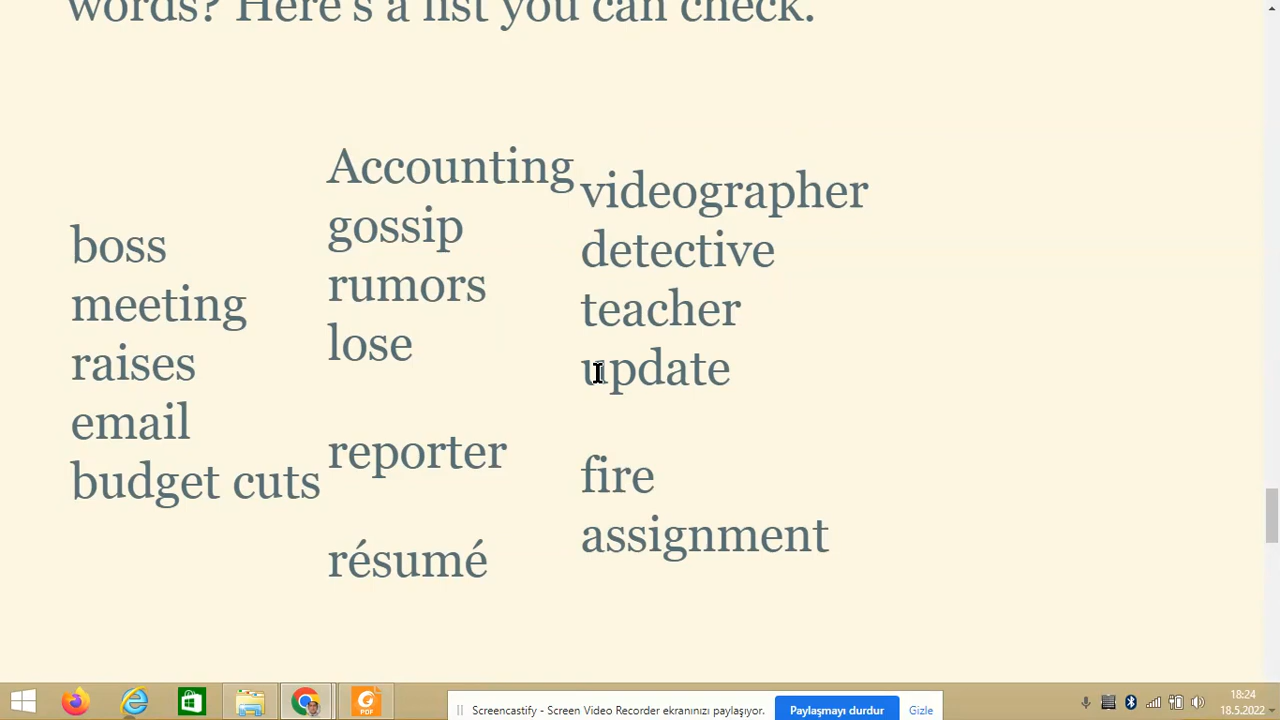 words? Here's a list you can check.
boss
meeting
raises
email
budget cuts
Accounting
gossip
rumors
lose
reporter
résumé
videographer
detective
teacher
update
fire
assignment
PDF
|| Screencastify - Screen Video Recorder ekranınızı paylaşıyor.
Paylaşmayı durdur
Gizle
18:24
18.5.2022